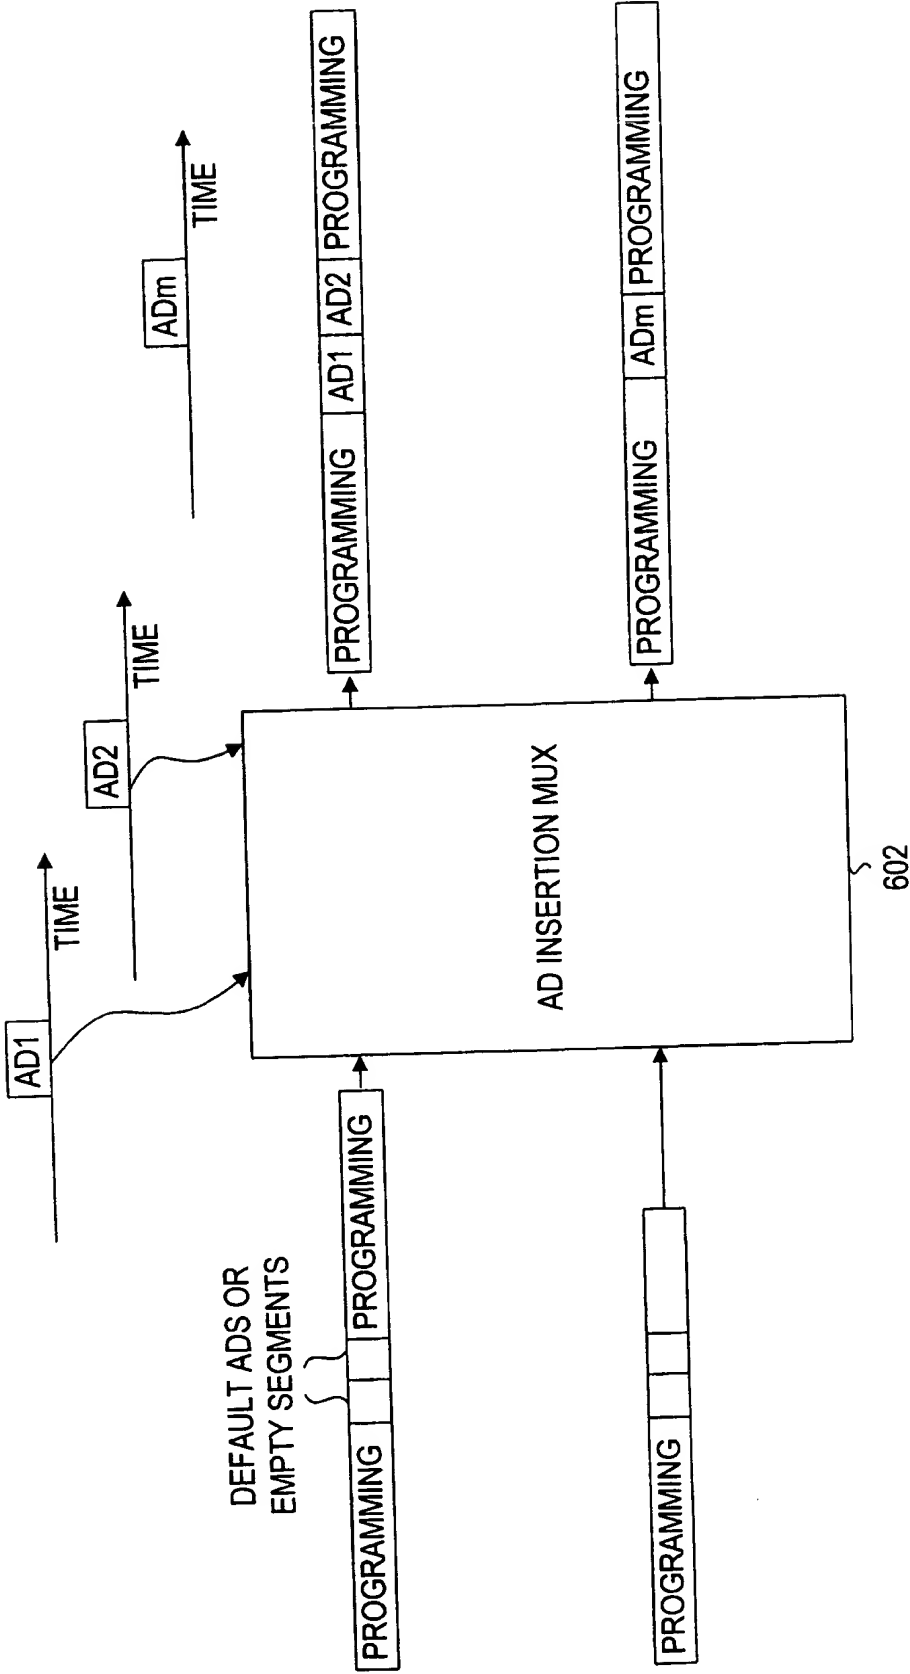 AD1
TIME
AD2
TIME
ADm
TIME
DEFAULT ADS OR
EMPTY SEGMENTS
PROGRAMMING
PROGRAMMING
PROGRAMMING
AD INSERTION MUX
602
PROGRAMMING
AD1
AD2
PROGRAMMING
PROGRAMMING
ADm
PROGRAMMING